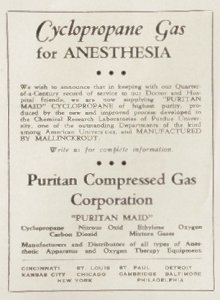 Cyclopropane Gas
for ANESTHESIA
We wish to announce that in keeping with our Quarter-
of-a-Century record of service to our Doctor and Hos-
pital friends, we are now supplying "PURITAN
MAID" CYCLOPROPANE of highest purity, pro-
duced by the new and improved process developed in
the Chemical Research Laboratories of Purdue Univer-
sity, one of the outstanding Departments of the kind
among American Universities, and MANUFACTURED
BY MALLINCKRODT.
Write us for complete information
Puritan Compressed Gas
Corporation
"PURITAN MAID"
Cyclopropane Nitrous Oxid Ethylene Oxygen
Carbon Dioxid Mixture Gases
Manufacturers and Distributors of all types of Anes-
thetic Apparatus and Oxygen Therapy Equipment.
CINCINNATI ST. LOUIS ST. PAUL DETROIT
KANSAS CITY CHICAGO CAMBRIDGE BALTIMORE
NEW YORK PHILADELPHIA